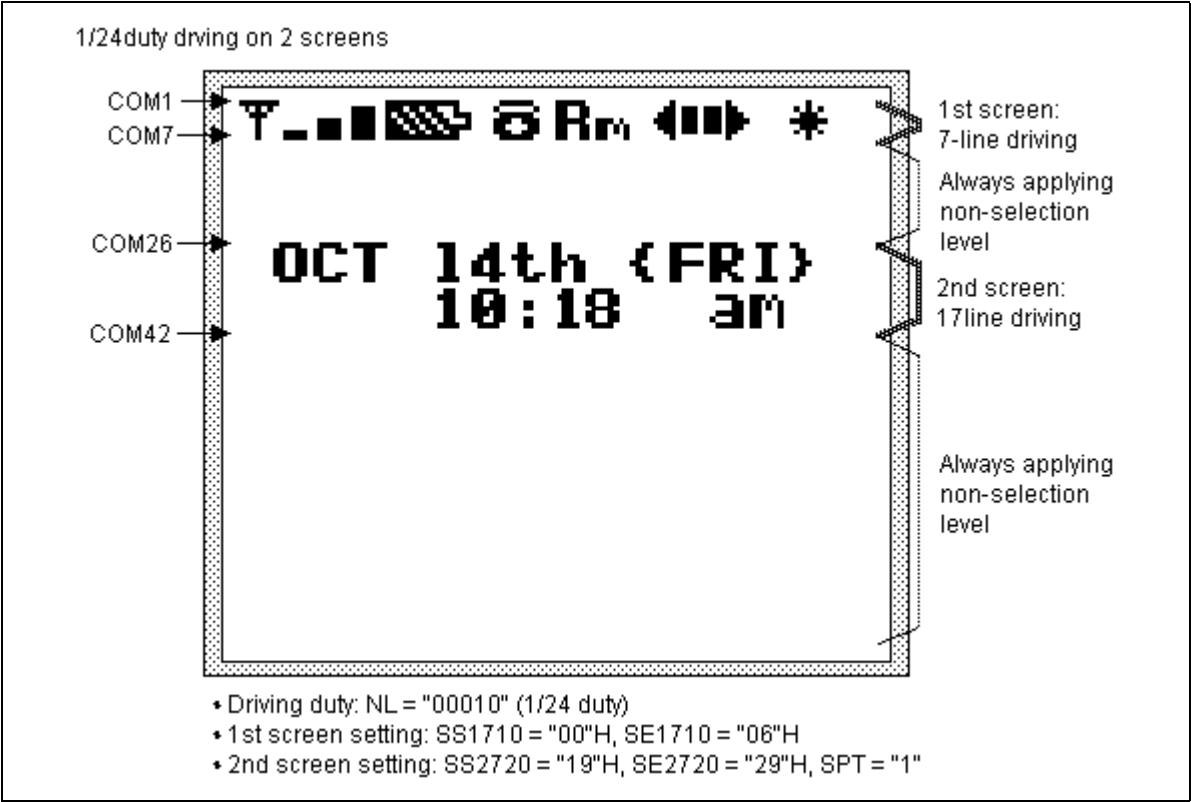 1/24duty drving on 2 screens
COM1
COM7
Rm
1st screen:
7-line driving
Always applying
non-selection
level
COM26
OCT 14th (FRI)
10:18 am
2nd screen:
17line driving
COM42
Always applying
non-selection
level
• Driving duty: NL = "00010" (1/24 duty)
• 1st screen setting: SS1710 = "00"H, SE1710 = "06"H
• 2nd screen setting: SS2720 = "19"H, SE2720 = "29"H, SPT = "1"